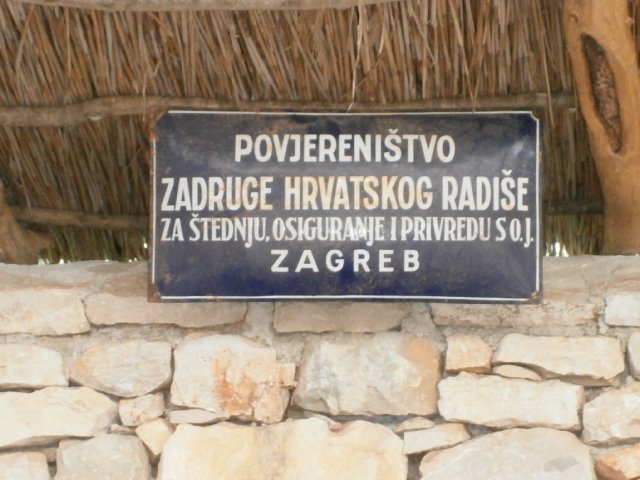 POVJERENIŠTVO
ZADRUGE HRVATSKOG RADIŠE
ZA ŠTEDNJU, OSIGURANJE I PRIVREDU S O.J.
ZAGREB